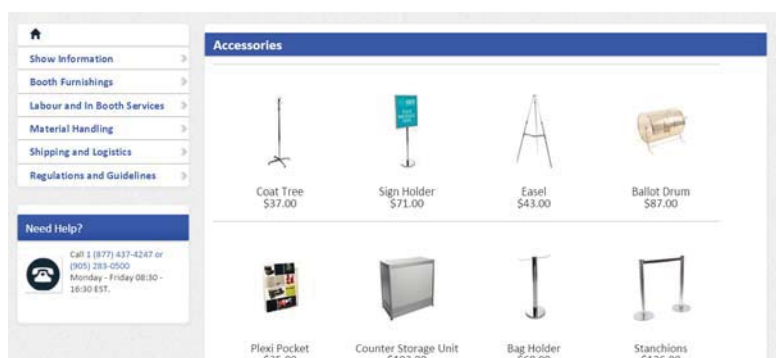 Accessories
Show Information
Booth Furnishings
Labour and In Booth Services
Material Handling
Shipping and Logistics
Regulations and Guidelines
Need Help?
Call 1 (877) 437-4247 or
(905) 283-0500
Monday - Friday 08:30 -
16:30 EST.
Coat Tree
$37.00
Sign Holder
$71.00
Easel
$43.00
Ballot Drum
$87.00
Plexi Pocket
Counter Storage Unit
Bag Holder
Stanchions